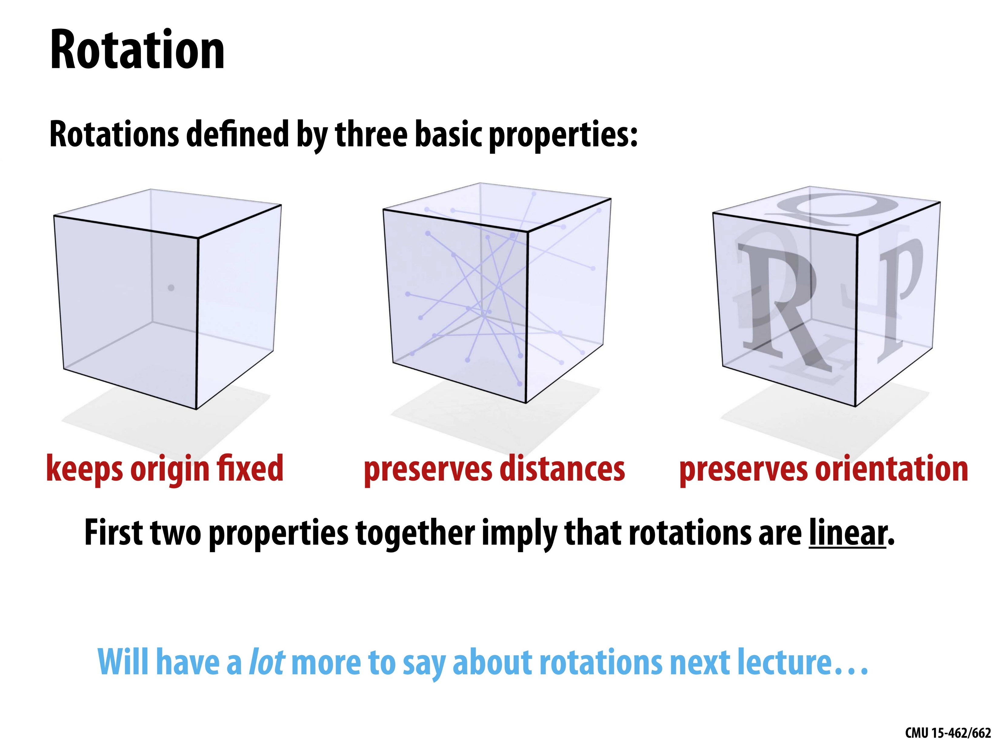 Rotation
Rotations defined by three basic properties:
Q
R
P
keeps origin fixed
preserves distances
preserves orientation
First two properties together imply that rotations are linear.
Will have a lot more to say about rotations next lecture…
CMU 15-462/662